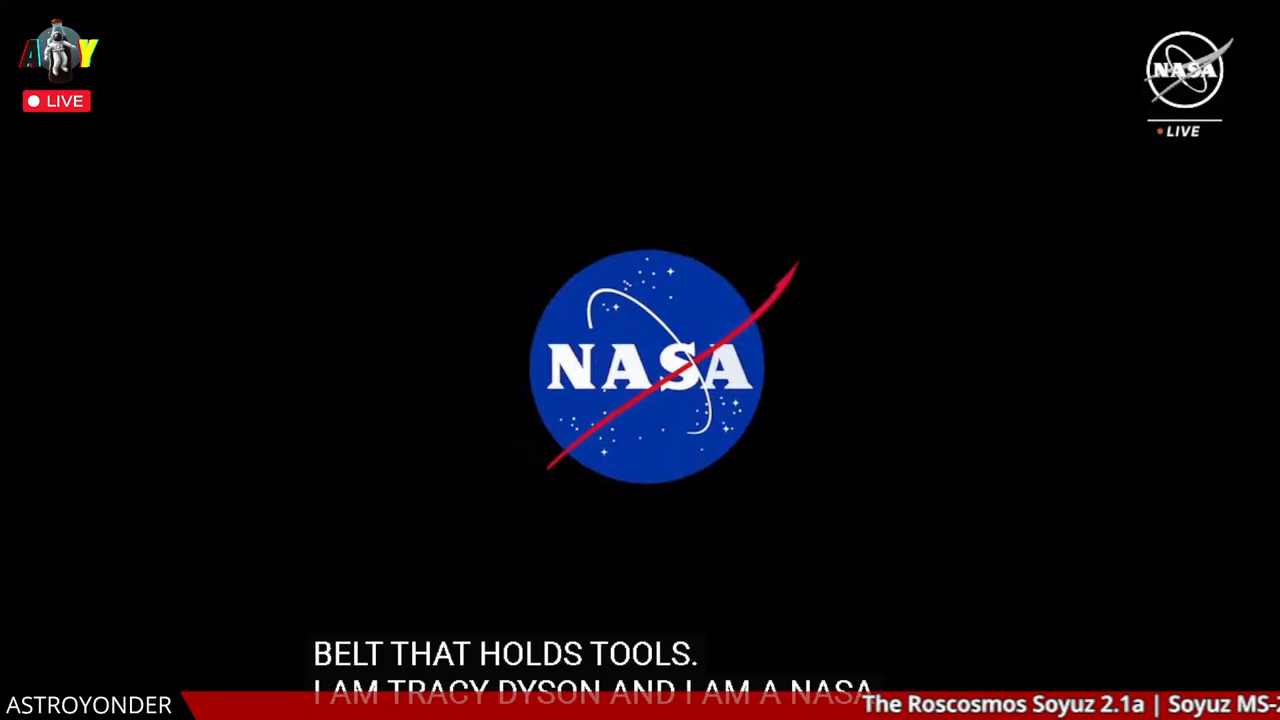 LIVE
NASA
LIVE
NASA
BELT THAT HOLDS TOOLS.
I AM TRACY DYSON AND I AM A NASA
ASTROYONDER
The Roscosmos Soyuz 2.1a | Soyuz MS-